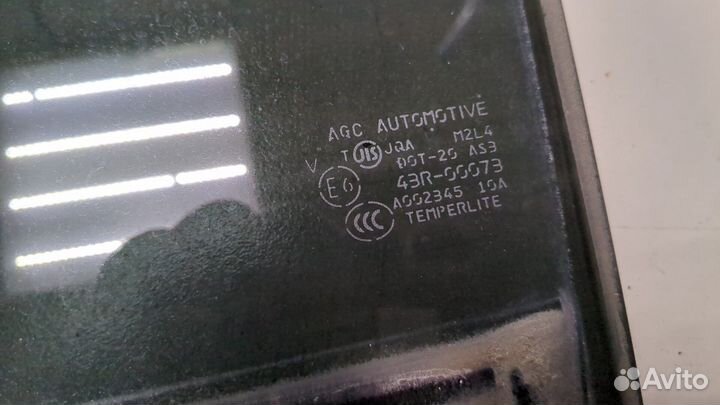 AGC AUTOMOTIVE
T JIS JQA M2L4
DOT-20 AS3
V E6 43R-00073
CCC A002345 10A
TEMPERLITE
Avito